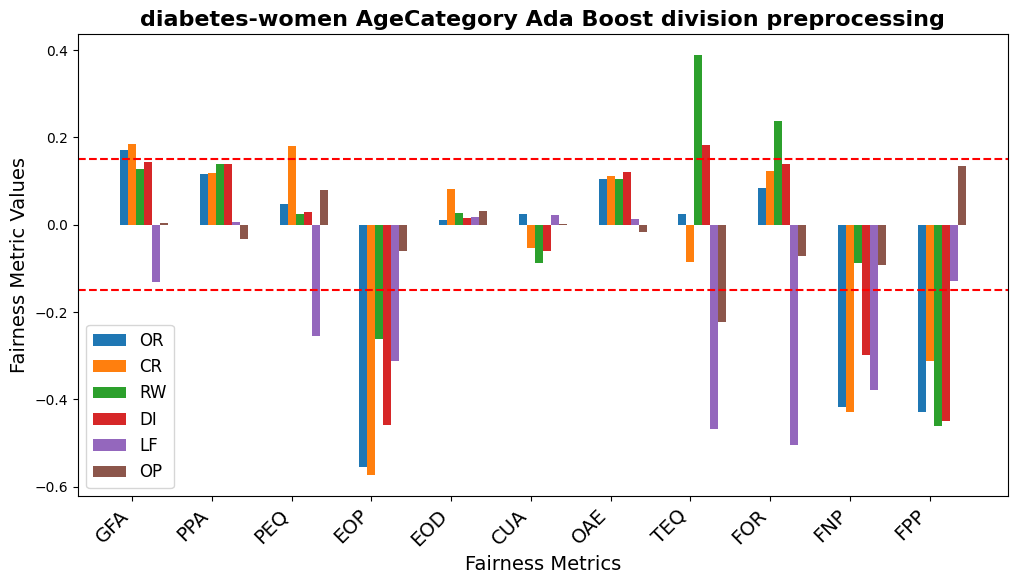 diabetes-women AgeCategory Ada Boost division preprocessing
Fairness Metric Values
0.4
0.2
0.0
−0.2
−0.4
−0.6
OR
CR
RW
DI
LF
OP
GFA
PPA
PEQ
EOP
EOD
CUA
OAE
TEQ
FOR
FNP
FPP
Fairness Metrics